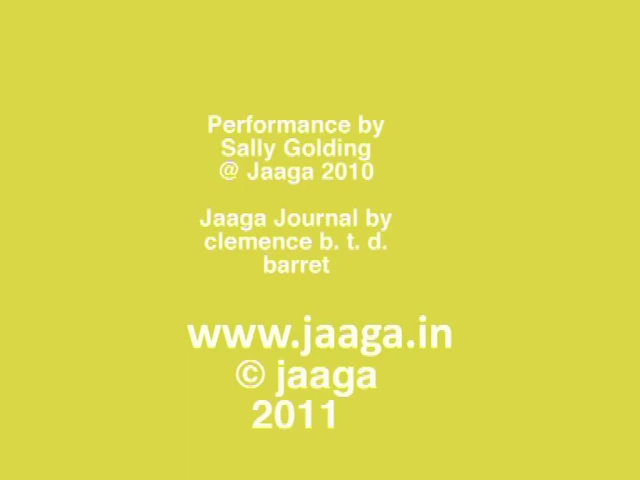 Performance by
Sally Golding
@ Jaaga 2010
Jaaga Journal by
clemence b. t. d.
barret
www.jaaga.in
© jaaga
2011